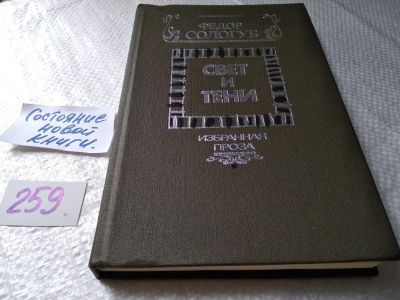 ФЕДОР
СОЛОГУБ
СВЕТ
И
ТЕНИ
ИЗБРАННАЯ
ПРОЗА
Состояние
новой
книги.
259.